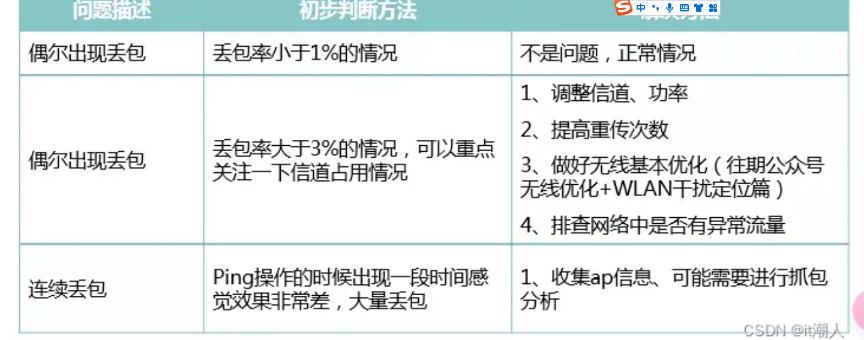 问题描述
初步判断方法
解决方法
偶尔出现丢包
丢包率小于1%的情况
不是问题，正常情况
偶尔出现丢包
丢包率大于3%的情况，可以重点
关注一下信道占用情况
1、调整信道、功率
2、提高重传次数
3、做好无线基本优化（往期公众号
无线优化+WLAN干扰定位篇）
4、排查网络中是否有异常流量
连续丢包
Ping操作的时候出现一段时间感
觉效果非常差，大量丢包
1、收集ap信息、可能需要进行抓包
分析
CSDN @it潮人